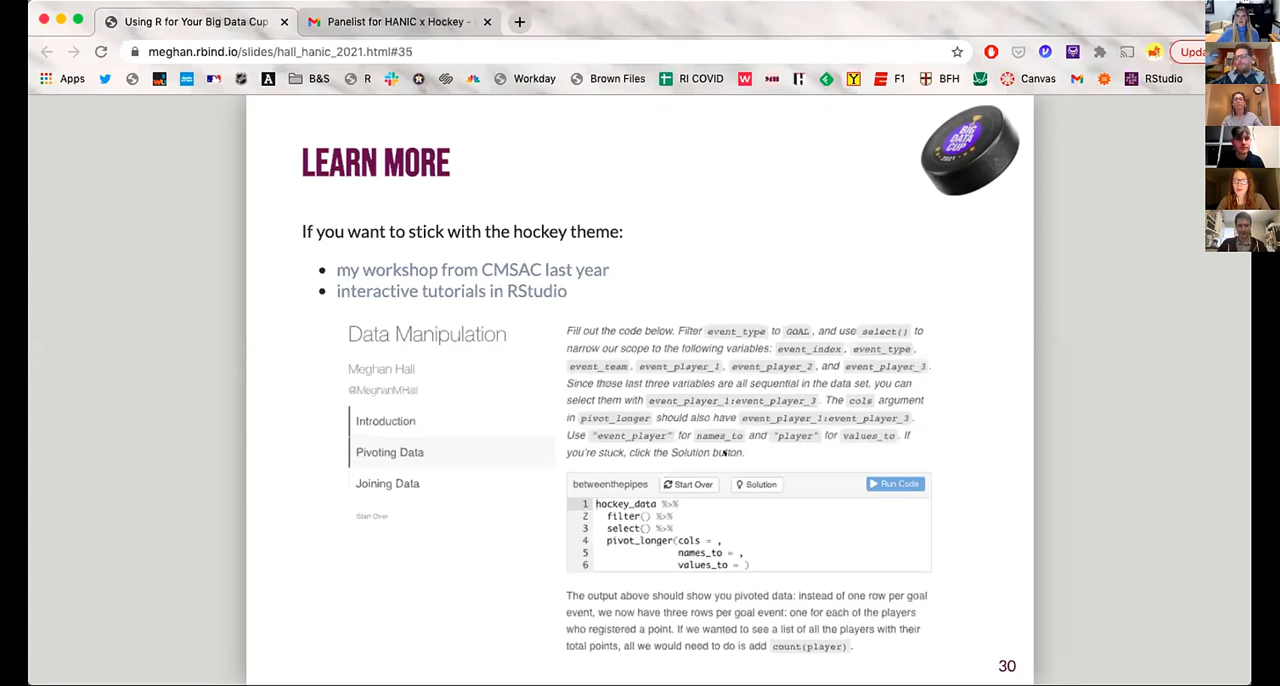 Using R for Your Big Data Cup
Panelist for HANIC x Hockey -
meghan.rbind.io/slides/hall_hanic_2021.html#35
Upda
Apps
B&S
R
Workday
Brown Files
RI COVID
F1
BFH
Canvas
RStudio
BIG DATA CUP
2021
LEARN MORE
If you want to stick with the hockey theme:
my workshop from CMSAC last year
interactive tutorials in RStudio
Data Manipulation
Meghan Hall
@MeghanMHall
Introduction
Pivoting Data
Joining Data
Start Over
Fill out the code below. Filter event_type to GOAL, and use select() to
narrow our scope to the following variables: event_index, event_type,
event_team, event_player_1, event_player_2, and event_player_3.
Since those last three variables are all sequential in the data set, you can
select them with event_player_1:event_player_3. The cols argument
in pivot_longer should also have event_player_1:event_player_3.
Use "event_player" for names_to and "player" for values_to. If
you're stuck, click the Solution button.
betweenthepipes Start Over Solution Run Code
1 hockey_data %>%
2 filter() %>%
3 select() %>%
4 pivot_longer(cols = ,
5 names_to = ,
6 values_to = )
The output above should show you pivoted data: instead of one row per goal
event, we now have three rows per goal event: one for each of the players
who registered a point. If we wanted to see a list of all the players with their
total points, all we would need to do is add count(player).
30